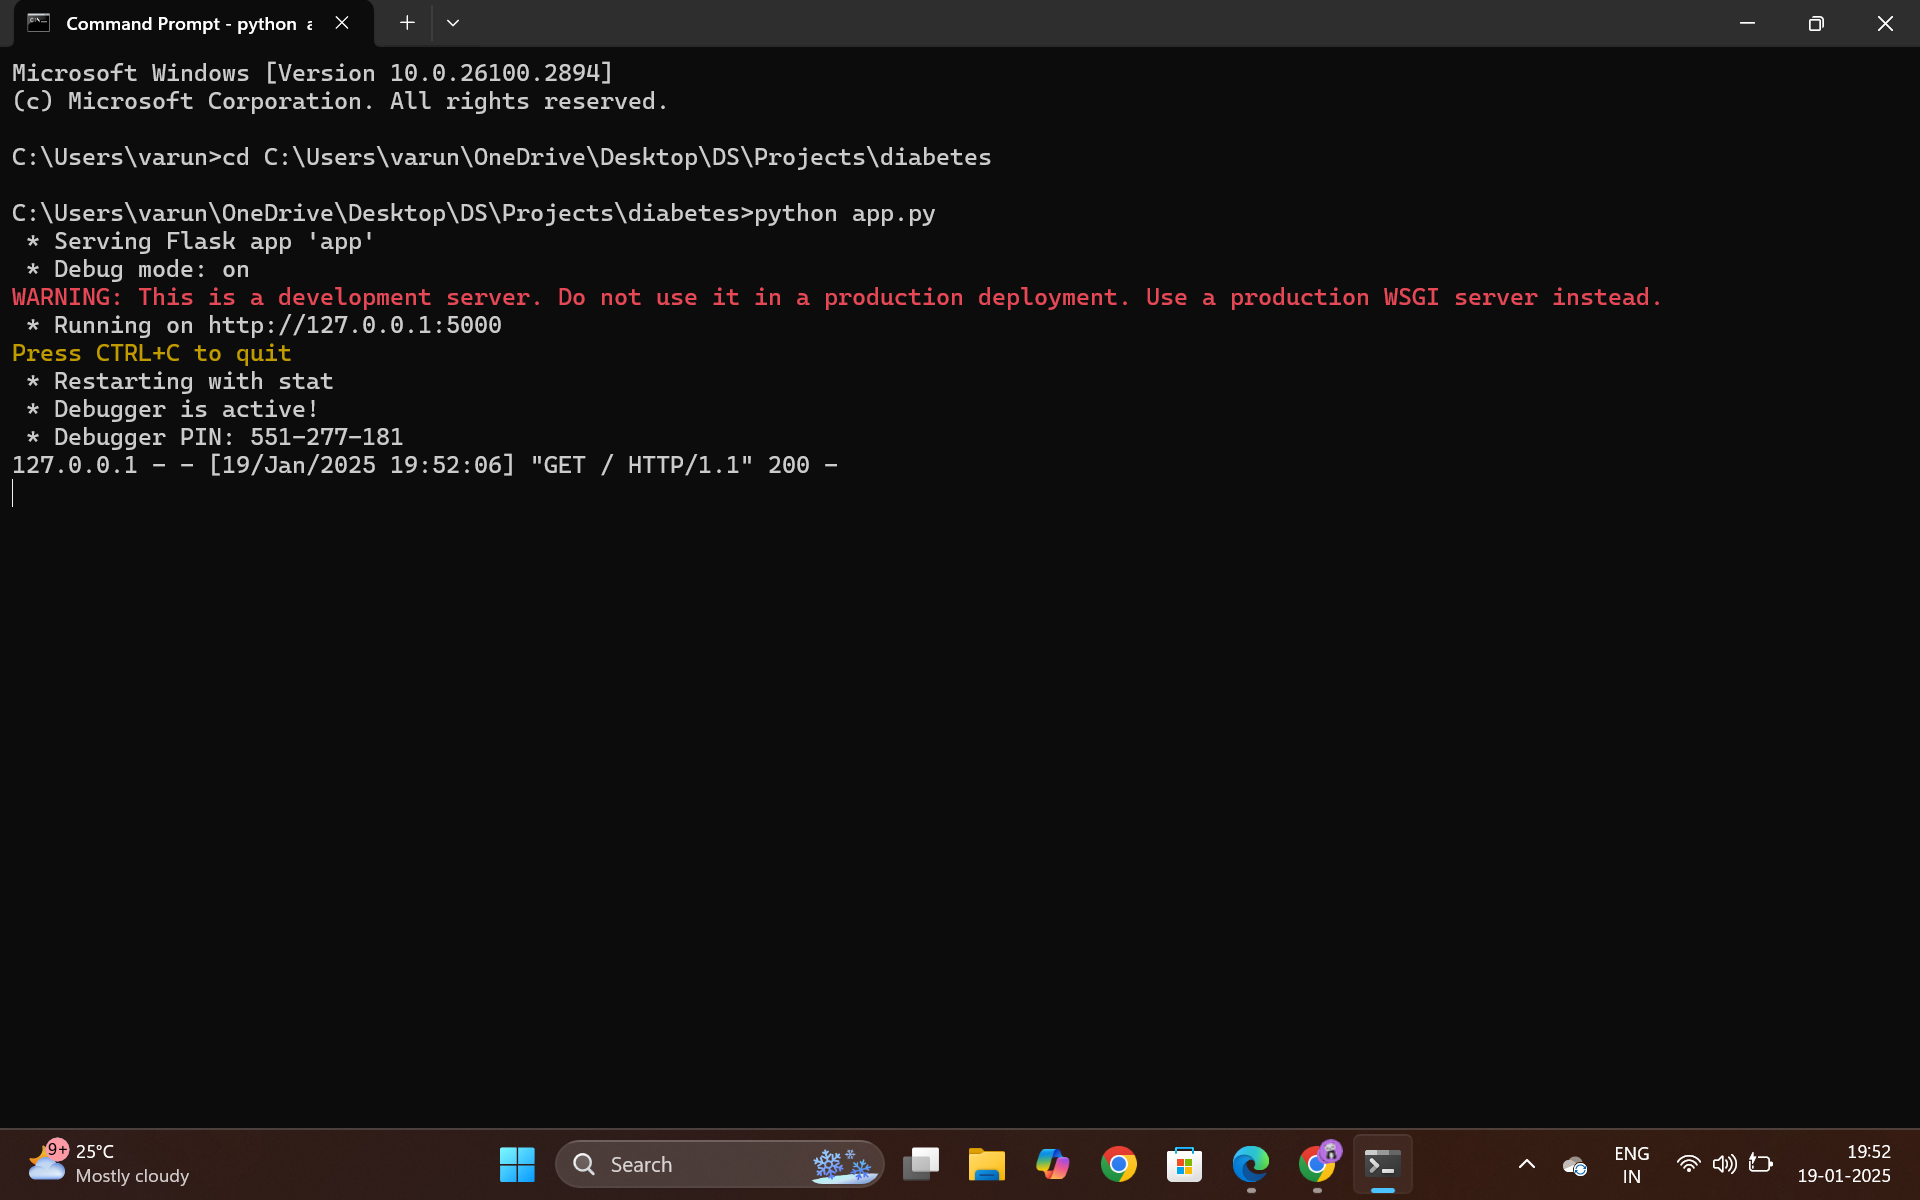 Command Prompt - python a
Microsoft Windows [Version 10.0.26100.2894]
(c) Microsoft Corporation. All rights reserved.
C:\Users\varun>cd C:\Users\varun\OneDrive\Desktop\DS\Projects\diabetes
C:\Users\varun\OneDrive\Desktop\DS\Projects\diabetes>python app.py
 * Serving Flask app 'app'
 * Debug mode: on
WARNING: This is a development server. Do not use it in a production deployment. Use a production WSGI server instead.
 * Running on http://127.0.0.1:5000
Press CTRL+C to quit
 * Restarting with stat
 * Debugger is active!
 * Debugger PIN: 551-277-181
127.0.0.1 - - [19/Jan/2025 19:52:06] "GET / HTTP/1.1" 200 -
9+
25°C
Mostly cloudy
Search
ENG
IN
19:52
19-01-2025